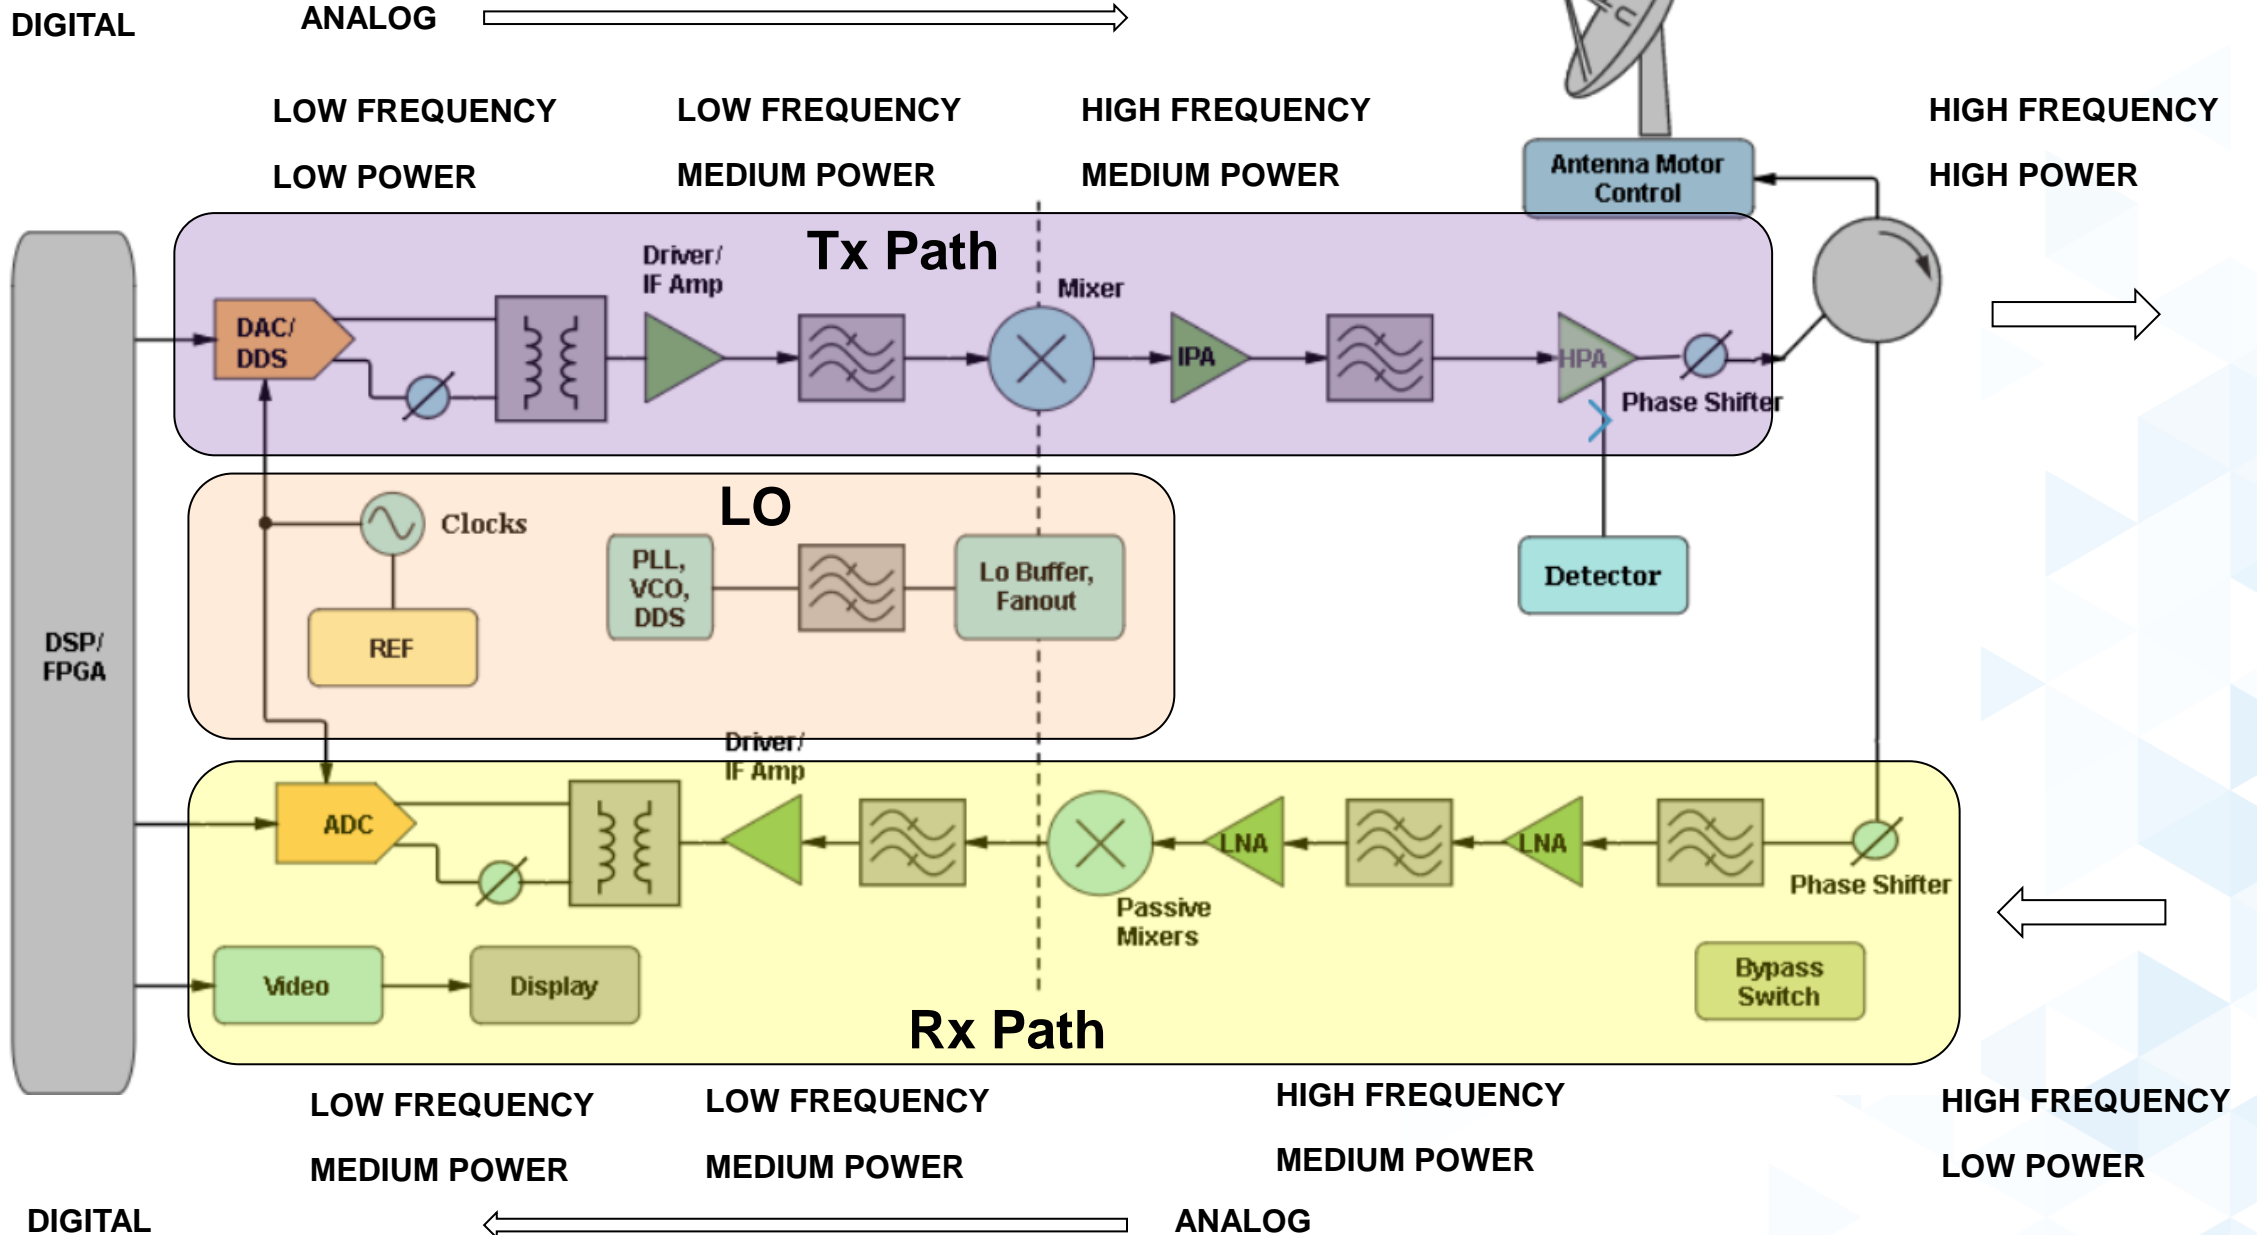 DIGITAL
ANALOG
LOW FREQUENCY
LOW POWER
LOW FREQUENCY
MEDIUM POWER
HIGH FREQUENCY
MEDIUM POWER
HIGH FREQUENCY
HIGH POWER
Antenna Motor
Control
Tx Path
DAC/
DDS
Driver/
IF Amp
Mixer
IPA
HPA
Phase Shifter
LO
Clocks
REF
PLL,
VCO,
DDS
Lo Buffer,
Fanout
Detector
DSP/
FPGA
ADC
Driver/
IF Amp
Passive
Mixers
LNA
LNA
Phase Shifter
Video
Display
Bypass
Switch
Rx Path
LOW FREQUENCY
MEDIUM POWER
LOW FREQUENCY
MEDIUM POWER
HIGH FREQUENCY
MEDIUM POWER
HIGH FREQUENCY
LOW POWER
DIGITAL
ANALOG